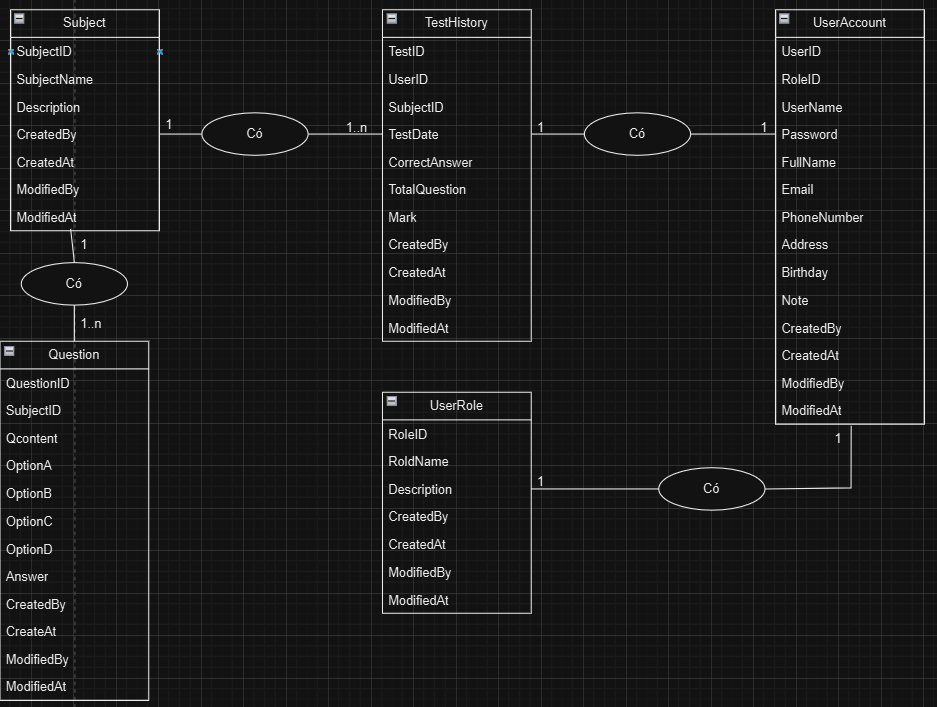 Subject
SubjectID
SubjectName
Description
CreatedBy
CreatedAt
ModifiedBy
ModifiedAt
1
Có
1..n
TestHistory
TestID
UserID
SubjectID
TestDate
CorrectAnswer
TotalQuestion
Mark
CreatedBy
CreatedAt
ModifiedBy
ModifiedAt
1
Có
1
UserAccount
UserID
RoleID
UserName
Password
FullName
Email
PhoneNumber
Address
Birthday
Note
CreatedBy
CreatedAt
ModifiedBy
ModifiedAt
1
Có
1..n
Question
QuestionID
SubjectID
Qcontent
OptionA
OptionB
OptionC
OptionD
Answer
CreatedBy
CreateAt
ModifiedBy
ModifiedAt
UserRole
RoleID
RoldName
Description
CreatedBy
CreatedAt
ModifiedBy
ModifiedAt
1
Có
1